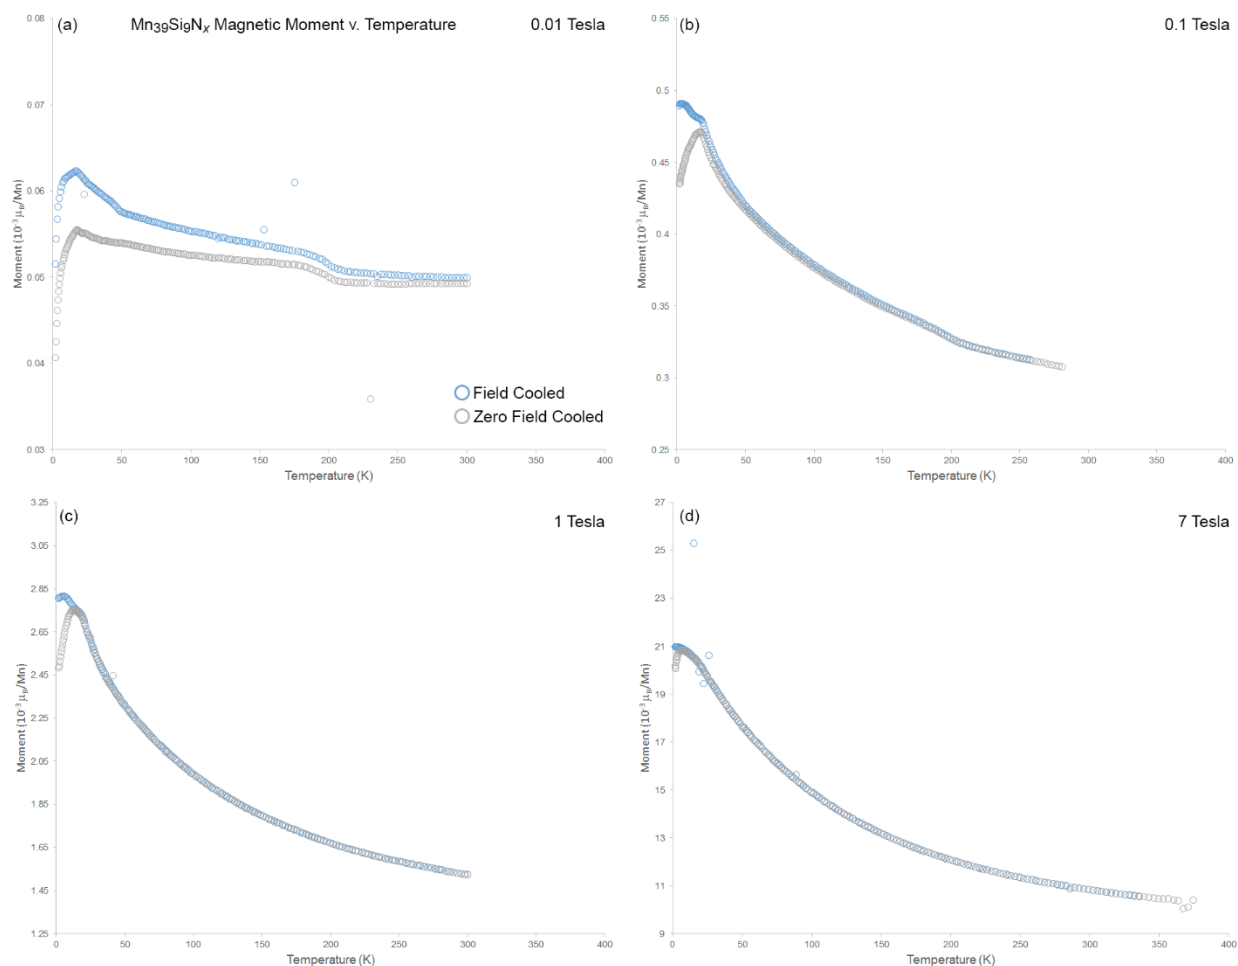 (a) Mn₃₉Si₉Nₓ Magnetic Moment v. Temperature 0.01 Tesla
0.08
0.07
0.06
0.05
0.04
0.03
Moment (10⁻³ μB/Mn)
Field Cooled
Zero Field Cooled
0 50 100 150 200 250 300 350 400
Temperature (K)
(b) 0.1 Tesla
0.55
0.5
0.45
0.4
0.35
0.3
0.25
Moment (10⁻³ μB/Mn)
0 50 100 150 200 250 300 350 400
Temperature (K)
(c) 1 Tesla
3.25
3.05
2.85
2.65
2.45
2.25
2.05
1.85
1.65
1.45
1.25
Moment (10⁻³ μB/Mn)
0 50 100 150 200 250 300 350 400
Temperature (K)
(d) 7 Tesla
27
25
23
21
19
17
15
13
11
9
Moment (10⁻³ μB/Mn)
0 50 100 150 200 250 300 350 400
Temperature (K)